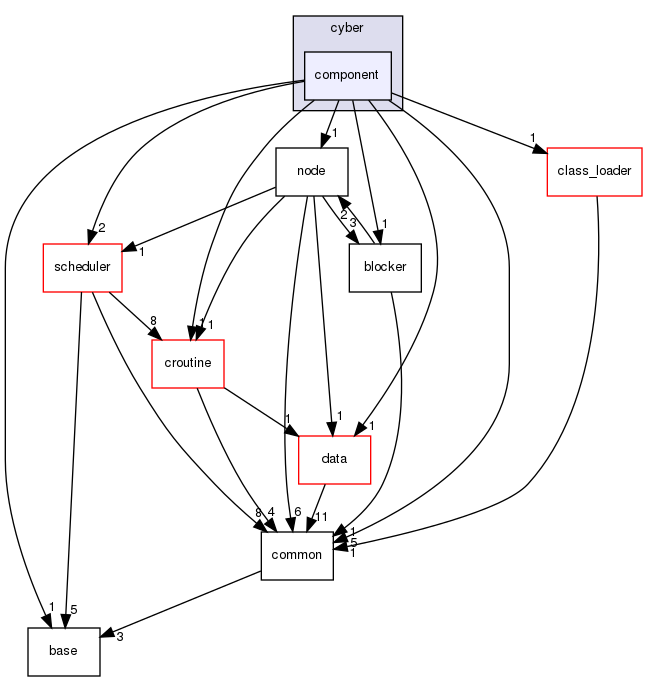 cyber
component
1
1
node
class_loader
2
3
1
2
1
scheduler
blocker
8
1
1
croutine
1
1
1
data
8
4
6
11
1
5
1
common
1
5
3
base